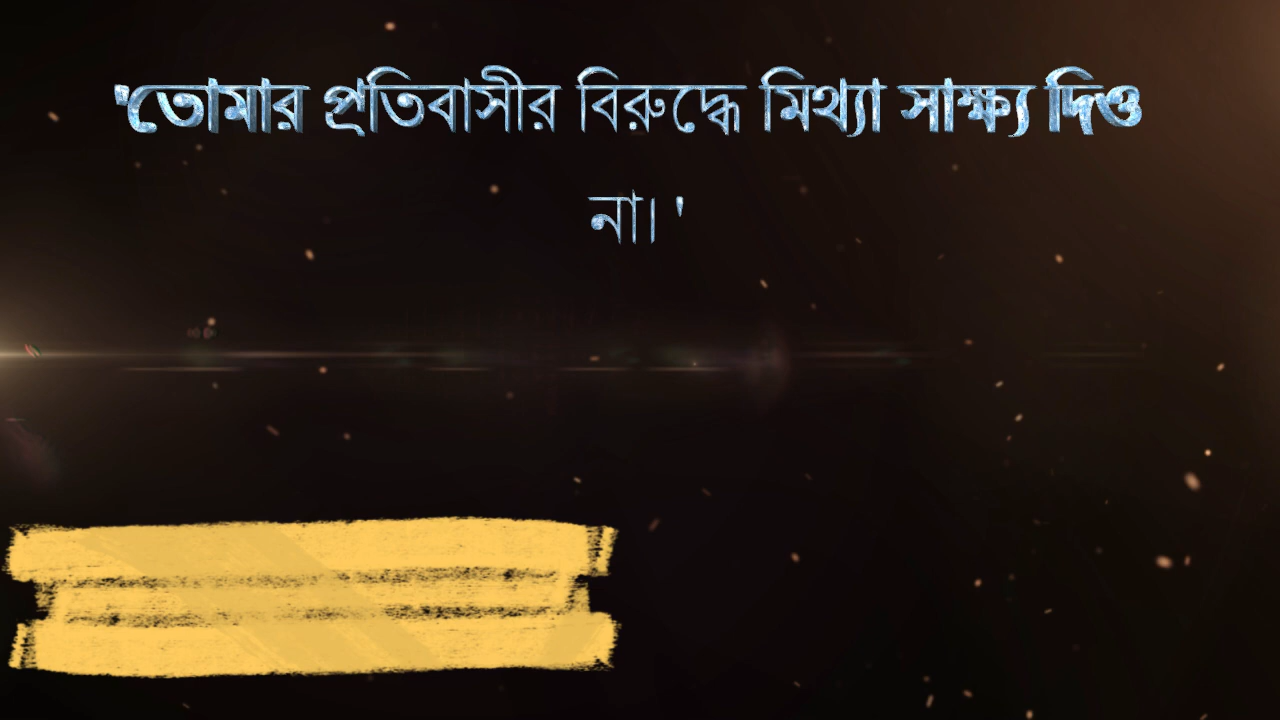 'তোমার প্রতিবাসীর বিরুদ্ধে মিথ্যা সাক্ষ্য দিও
না। '